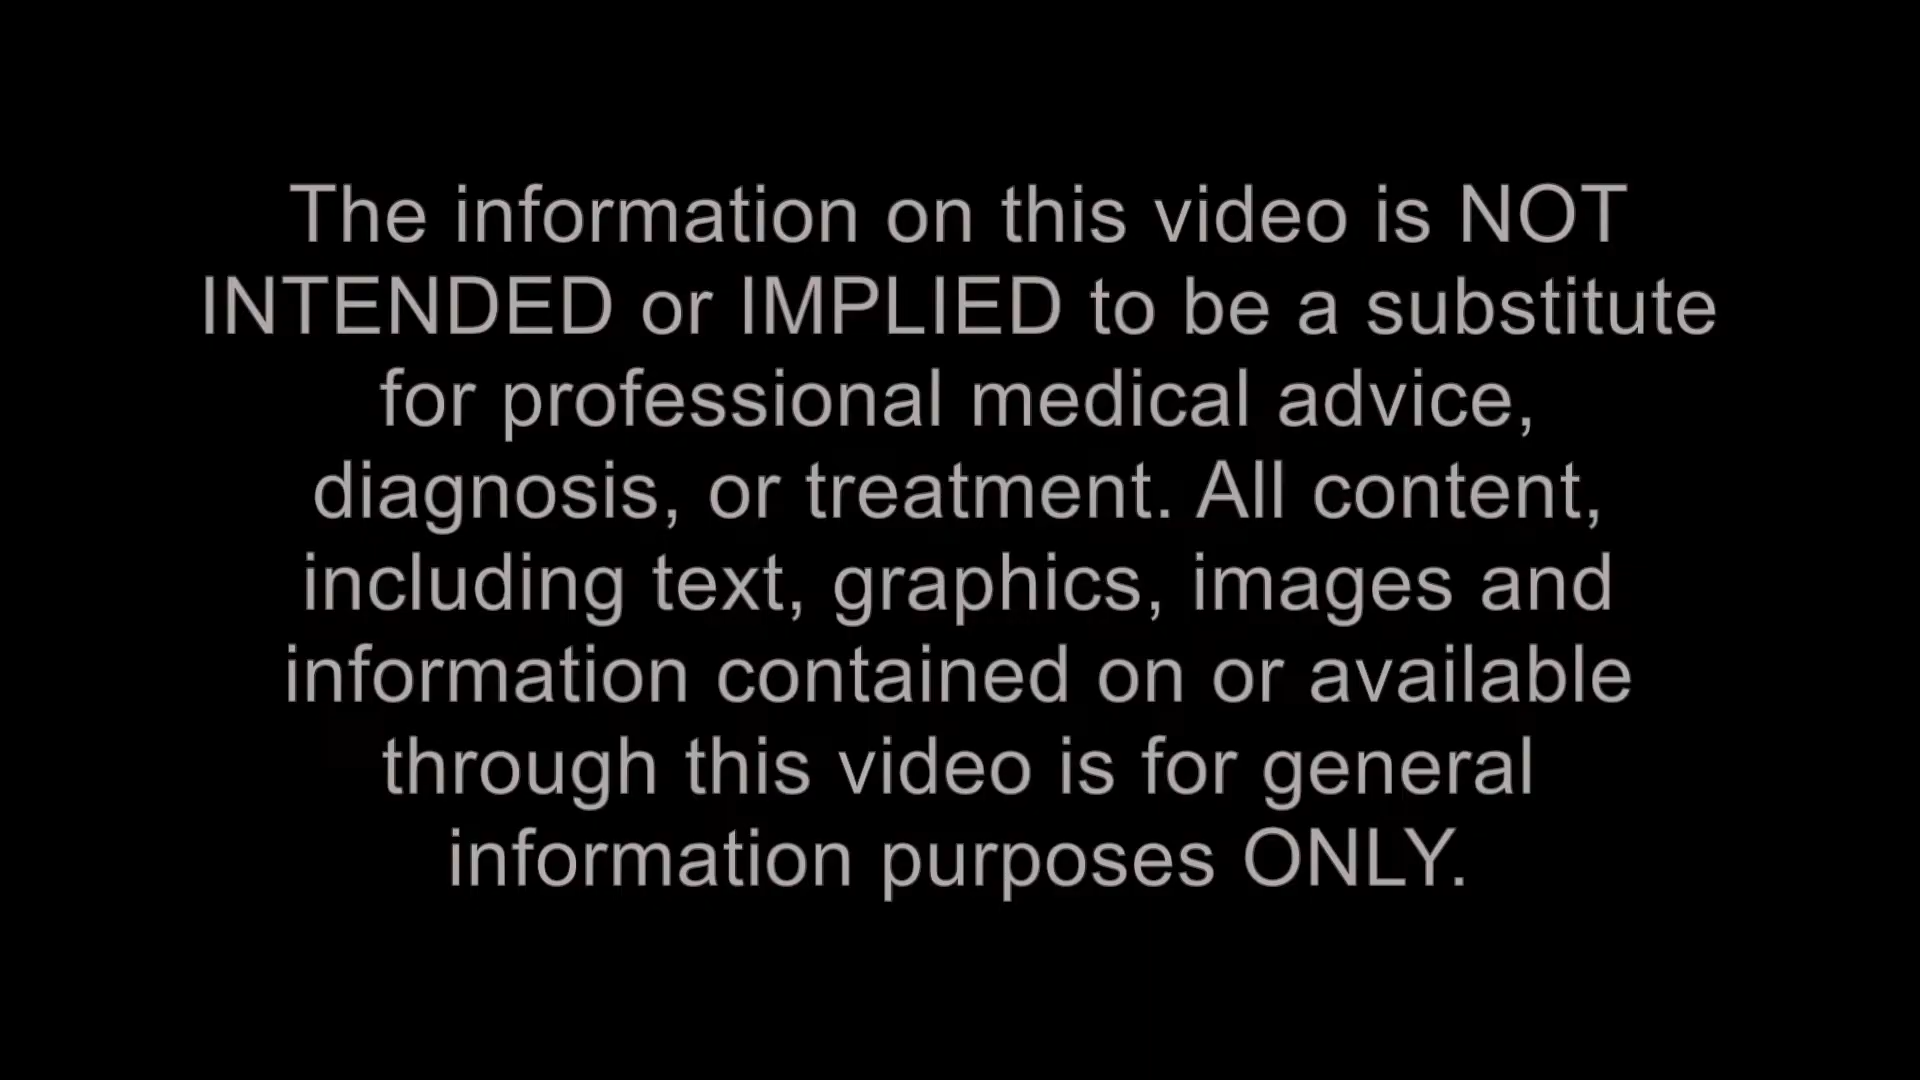 The information on this video is NOT
INTENDED or IMPLIED to be a substitute
for professional medical advice,
diagnosis, or treatment. All content,
including text, graphics, images and
information contained on or available
through this video is for general
information purposes ONLY.